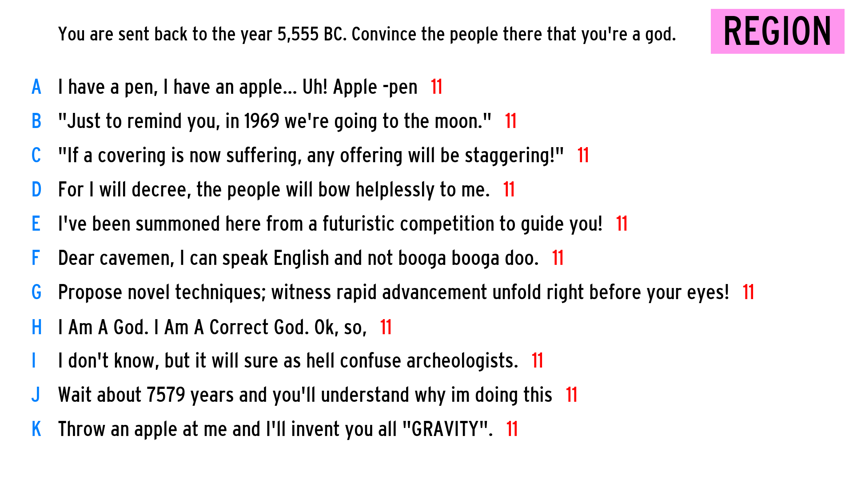 You are sent back to the year 5,555 BC. Convince the people there that you're a god.
REGION
A I have a pen, I have an apple... Uh! Apple -pen 11
B "Just to remind you, in 1969 we're going to the moon." 11
C "If a covering is now suffering, any offering will be staggering!" 11
D For I will decree, the people will bow helplessly to me. 11
E I've been summoned here from a futuristic competition to guide you! 11
F Dear cavemen, I can speak English and not booga booga doo. 11
G Propose novel techniques; witness rapid advancement unfold right before your eyes! 11
H I Am A God. I Am A Correct God. Ok, so, 11
I I don't know, but it will sure as hell confuse archeologists. 11
J Wait about 7579 years and you'll understand why im doing this 11
K Throw an apple at me and I'll invent you all "GRAVITY". 11